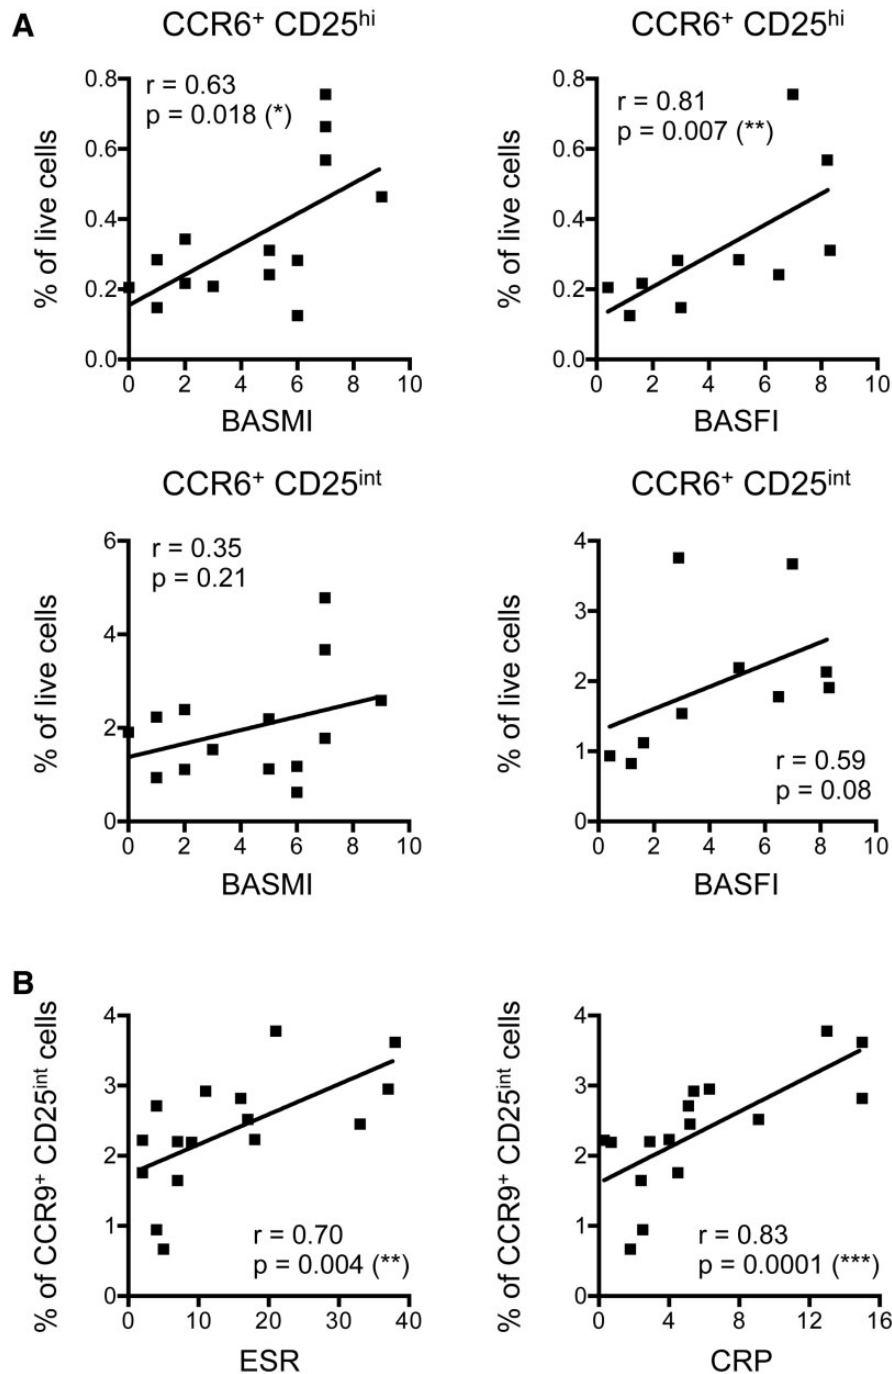 A
CCR6⁺ CD25ʰⁱ
r = 0.63
p = 0.018 (*)
% of live cells
0.8
0.6
0.4
0.2
0.0
0 2 4 6 8 10
BASMI
CCR6⁺ CD25ʰⁱ
r = 0.81
p = 0.007 (**)
% of live cells
0.8
0.6
0.4
0.2
0.0
0 2 4 6 8 10
BASFI
CCR6⁺ CD25ⁱⁿᵗ
r = 0.35
p = 0.21
% of live cells
6
4
2
0
0 2 4 6 8 10
BASMI
CCR6⁺ CD25ⁱⁿᵗ
% of live cells
4
3
2
1
0
r = 0.59
p = 0.08
0 2 4 6 8 10
BASFI
B
% of CCR9⁺ CD25ⁱⁿᵗ cells
4
3
2
1
0
r = 0.70
p = 0.004 (**)
0 10 20 30 40
ESR
% of CCR9⁺ CD25ⁱⁿᵗ cells
4
3
2
1
0
r = 0.83
p = 0.0001 (***)
0 4 8 12 16
CRP